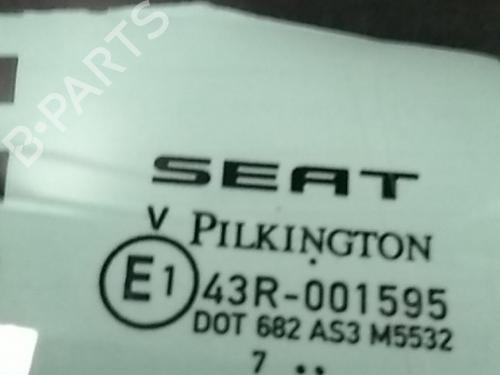 B-PARTS
SEAT
V PILKINGTON
E1 43R-001595
DOT 682 AS3 M5532
7 ..